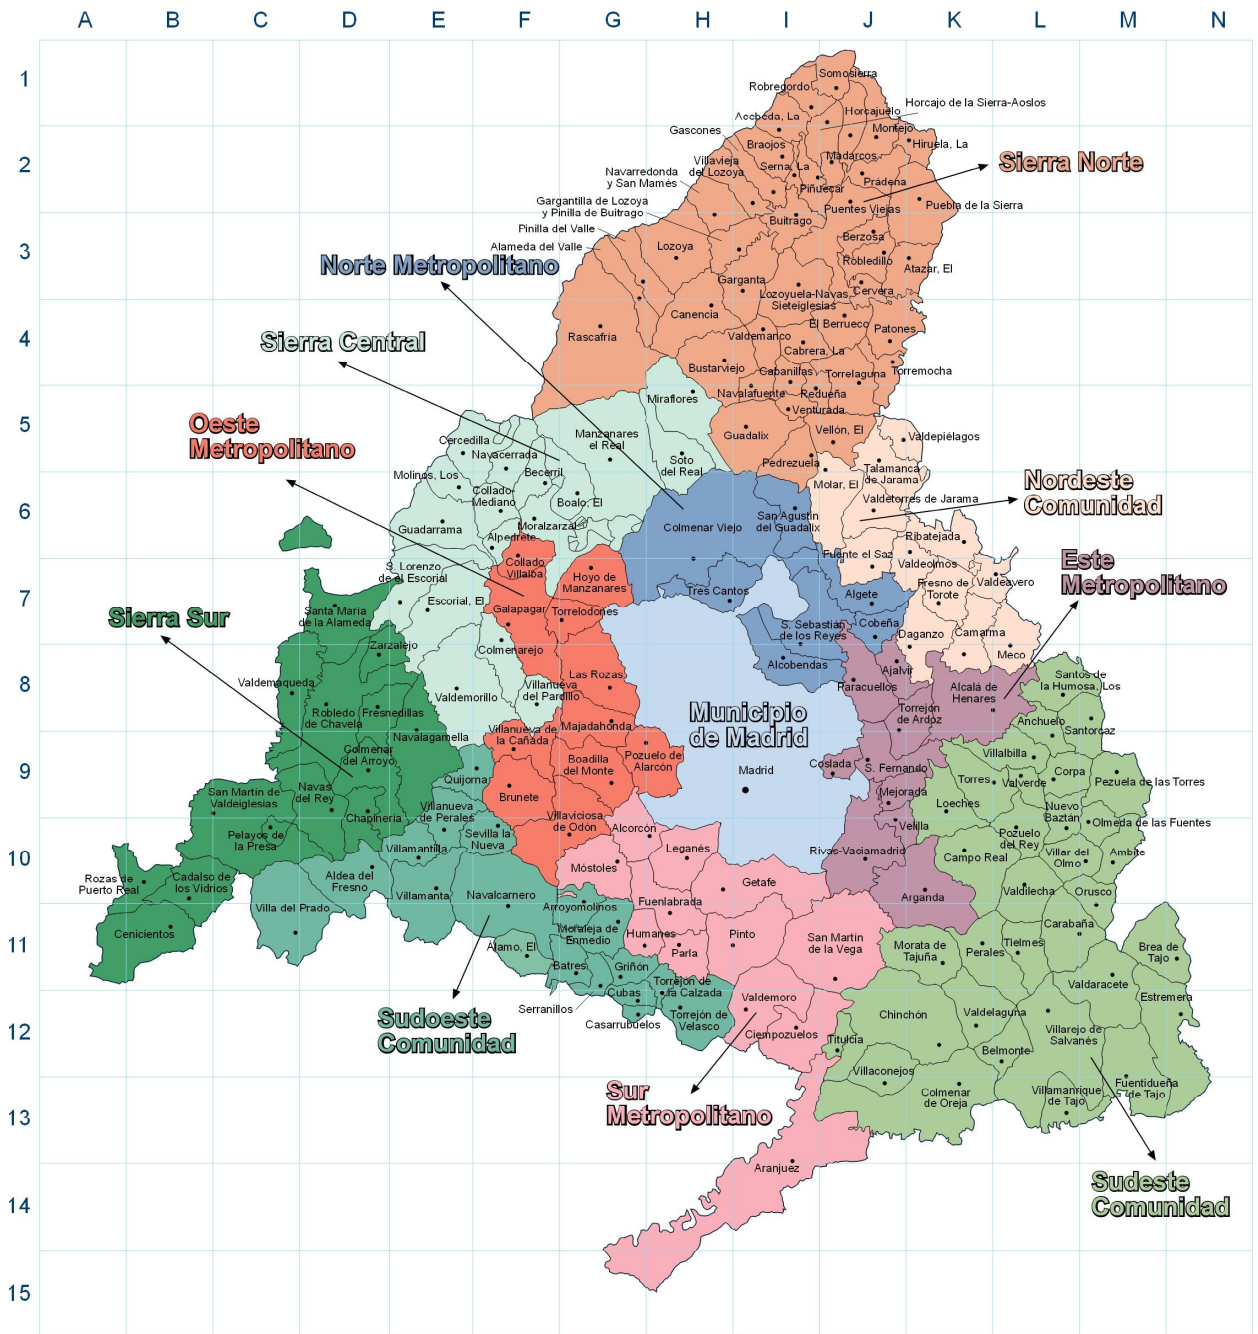 A B C D E F G H I J K L M N
1
Somosierra
Robregordo
Horcajo de la Sierra-Aoslos
Acebeda, La
Horcajuelo
Gascones
Montejo
2
Braojos
Hiruela, La
Villavieja
del Lozoya
Serna, La
Madarcos
Sierra Norte
Navarredonda
y San Mamés
Piñuécar
Prádena
Gargantilla de Lozoya
y Pinilla de Buitrago
Puentes Viejas
Puebla de la Sierra
Buitrago
Pinilla del Valle
3
Alameda del Valle
Lozoya
Berzosa
Robledillo
Atazar, El
Norte Metropolitano
Garganta
Cervera
Lozoyuela-Navas
Sieteiglesias
Canencia
El Berrueco
4
Rascafría
Valdemanco
Patones
Sierra Central
Cabrera, La
Bustarviejo
Cabanillas
Torrelaguna
Torremocha
Miraflores
Navalafuente
Redueña
Venturada
5
Oeste
Metropolitano
Cercedilla
Manzanares
el Real
Guadalix
Vellón, El
Valdepiélagos
Navacerrada
Molinos, Los
Becerril
Soto
del Real
Pedrezuela
Talamanca
de Jarama
Molar, El
Nordeste
Comunidad
Collado-
Mediano
Boalo, El
Valdetorres de Jarama
6
Guadarrama
Moralzarzal
Colmenar Viejo
San Agustín
del Guadalix
Alpedrete
Ribatejada
Fuente el Saz
Valdeolmos
Este
Metropolitano
S. Lorenzo
de el Escorial
Collado
Villalba
Hoyo de
Manzanares
Fresno de
Torote
Valdeavero
7
Tres Cantos
Algete
Sierra Sur
Santa María
de la Alameda
Escorial, El
Galapagar
Torrelodones
S. Sebastián
de los Reyes
Cobeña
Daganzo
Camarma
Zarzalejo
Colmenarejo
Meco
Alcobendas
Ajalvir
8
Valdemaqueda
Las Rozas
Santos de
la Humosa, Los
Valdemorillo
Villanueva
del Pardillo
Paracuellos
Alcalá de
Henares
Robledo
de Chavela
Fresnedillas
Municipio
de Madrid
Torrejón
de Ardoz
Anchuelo
Majadahonda
Santorcaz
Navalagamella
Villanueva de
la Cañada
Colmenar
del Arroyo
Pozuelo de
Alarcón
Villalbilla
9
Boadilla
del Monte
Madrid
Coslada
S. Fernando
Quijorna
Torres
Valverde
Corpa
Pezuela de las Torres
San Martín de
Valdeiglesias
Navas
del Rey
Brunete
Mejorada
Loeches
Nuevo
Baztán
Villanueva
de Perales
Chapinería
Villaviciosa
de Odón
Velilla
Olmeda de las Fuentes
Pelayos de
la Presa
Sevilla la
Nueva
Alcorcón
Pozuelo
del Rey
10
Villamantilla
Leganés
Rivas-Vaciamadrid
Campo Real
Villar del
Olmo
Ambite
Móstoles
Rozas de
Puerto Real
Cadalso de
los Vidrios
Aldea del
Fresno
Getafe
Villamanta
Navalcarnero
Arganda
Valdilecha
Orusco
Villa del Prado
Arroyomolinos
Fuenlabrada
11
Cenicientos
Moraleja de
Enmedio
Humanes
Pinto
San Martín
de la Vega
Carabaña
Álamo, El
Parla
Morata de
Tajuña
Perales
Tielmes
Brea de
Tajo
Batres
Griñón
Torrejón de
la Calzada
Valdaracete
Cubas
Valdemoro
Estremera
Serranillos
Casarrubuelos
Torrejón de
Velasco
Chinchón
Valdelaguna
12
Sudoeste
Comunidad
Ciempozuelos
Titulcia
Villarejo de
Salvanés
Belmonte
Villaconejos
Fuentidueña
de Tajo
Sur
Metropolitano
Colmenar
de Oreja
Villamanrique
de Tajo
13
Aranjuez
Sudeste
Comunidad
14
15